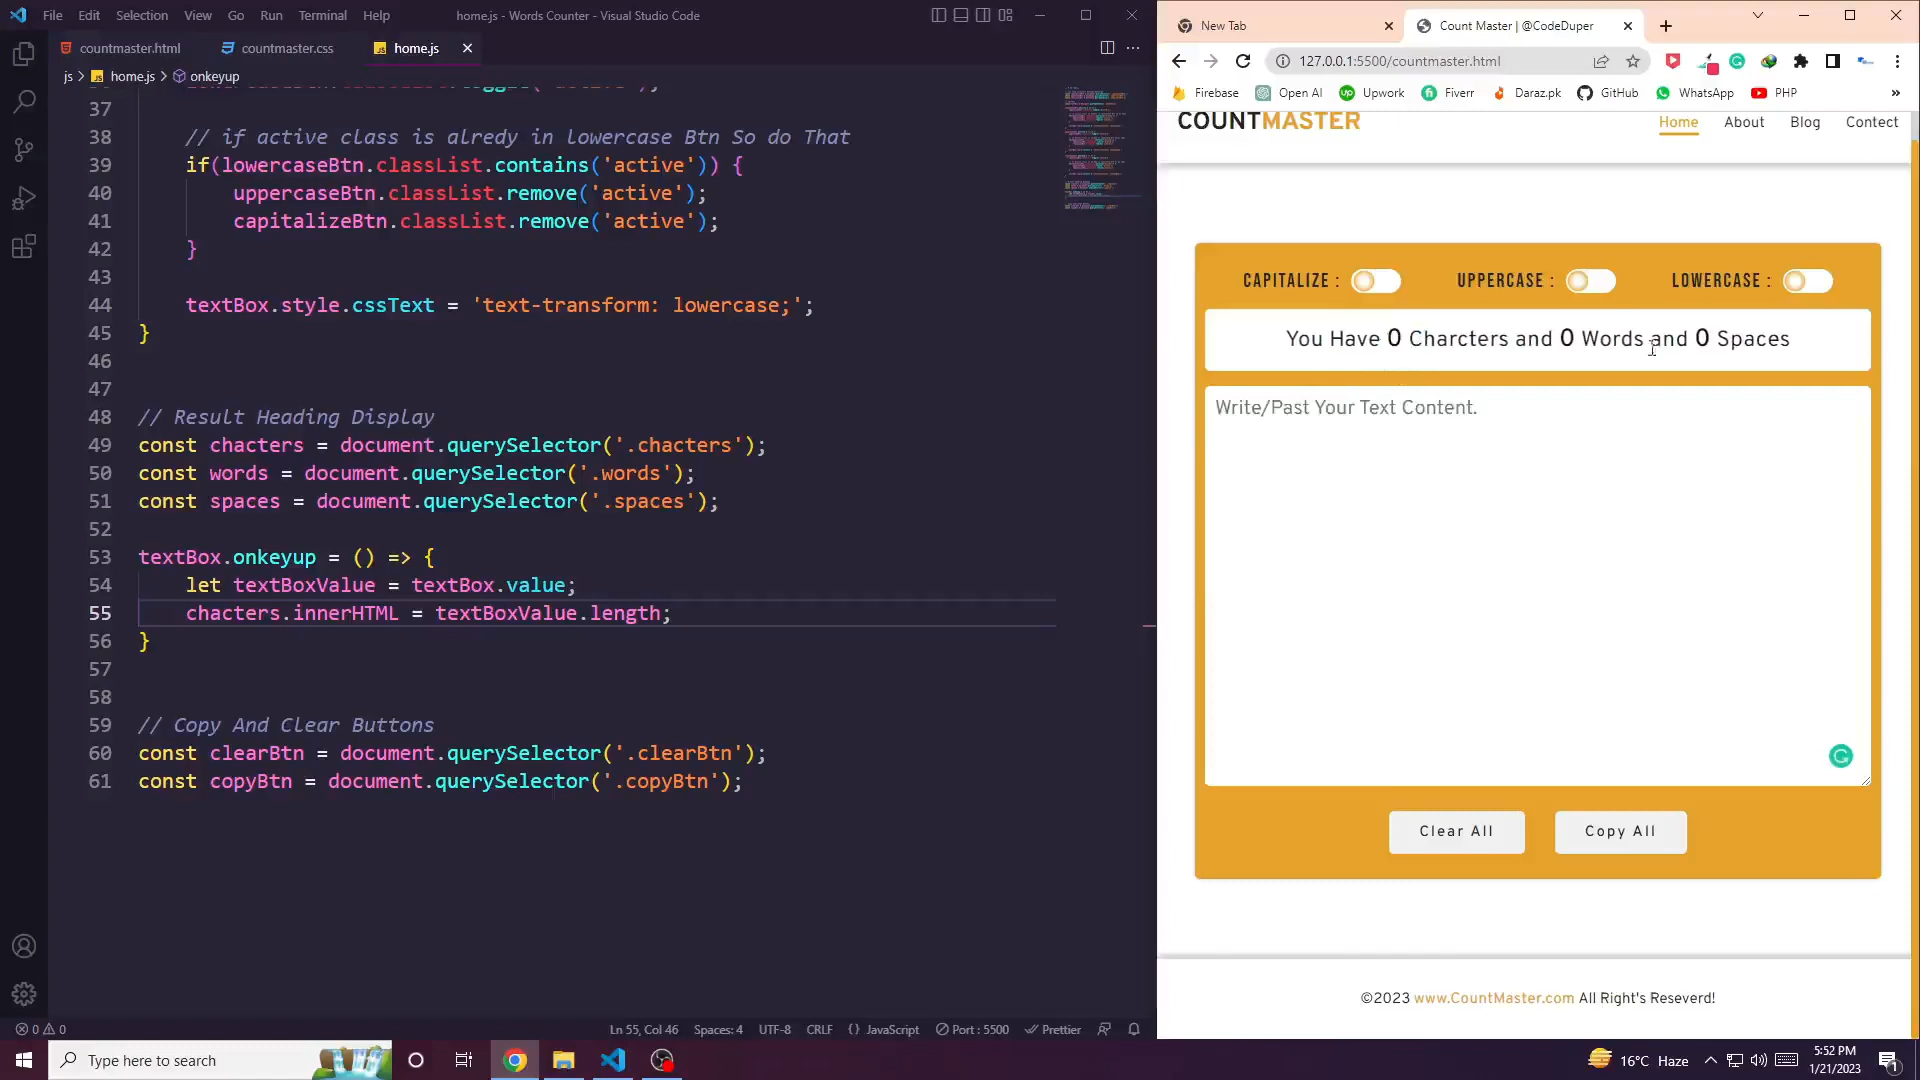 File Edit Selection View Go Run Terminal Help
home.js - Words Counter - Visual Studio Code
countmaster.html countmaster.css home.js
js > home.js > onkeyup
37
38 // if active class is alredy in lowercase Btn So do That
39 if(lowercaseBtn.classList.contains('active')) {
40 uppercaseBtn.classList.remove('active');
41 capitalizeBtn.classList.remove('active');
42 }
43
44 textBox.style.cssText = 'text-transform: lowercase;';
45 }
46
47
48 // Result Heading Display
49 const chacters = document.querySelector('.chacters');
50 const words = document.querySelector('.words');
51 const spaces = document.querySelector('.spaces');
52
53 textBox.onkeyup = () => {
54 let textBoxValue = textBox.value;
55 chacters.innerHTML = textBoxValue.length;
56 }
57
58
59 // Copy And Clear Buttons
60 const clearBtn = document.querySelector('.clearBtn');
61 const copyBtn = document.querySelector('.copyBtn');
0 0 Ln 55, Col 46 Spaces: 4 UTF-8 CRLF {} JavaScript Port : 5500 Prettier
New Tab Count Master | @CodeDuper
127.0.0.1:5500/countmaster.html
Firebase Open AI Upwork Fiverr Daraz.pk GitHub WhatsApp PHP »
COUNTMASTER Home About Blog Contact
CAPITALIZE : UPPERCASE : LOWERCASE :
You Have 0 Charcters and 0 Words and 0 Spaces
Write/Past Your Text Content.
Clear All Copy All
©2023 www.CountMaster.com All Right's Reseverd!
Type here to search
16°C Haze
5:52 PM
1/21/2023
1